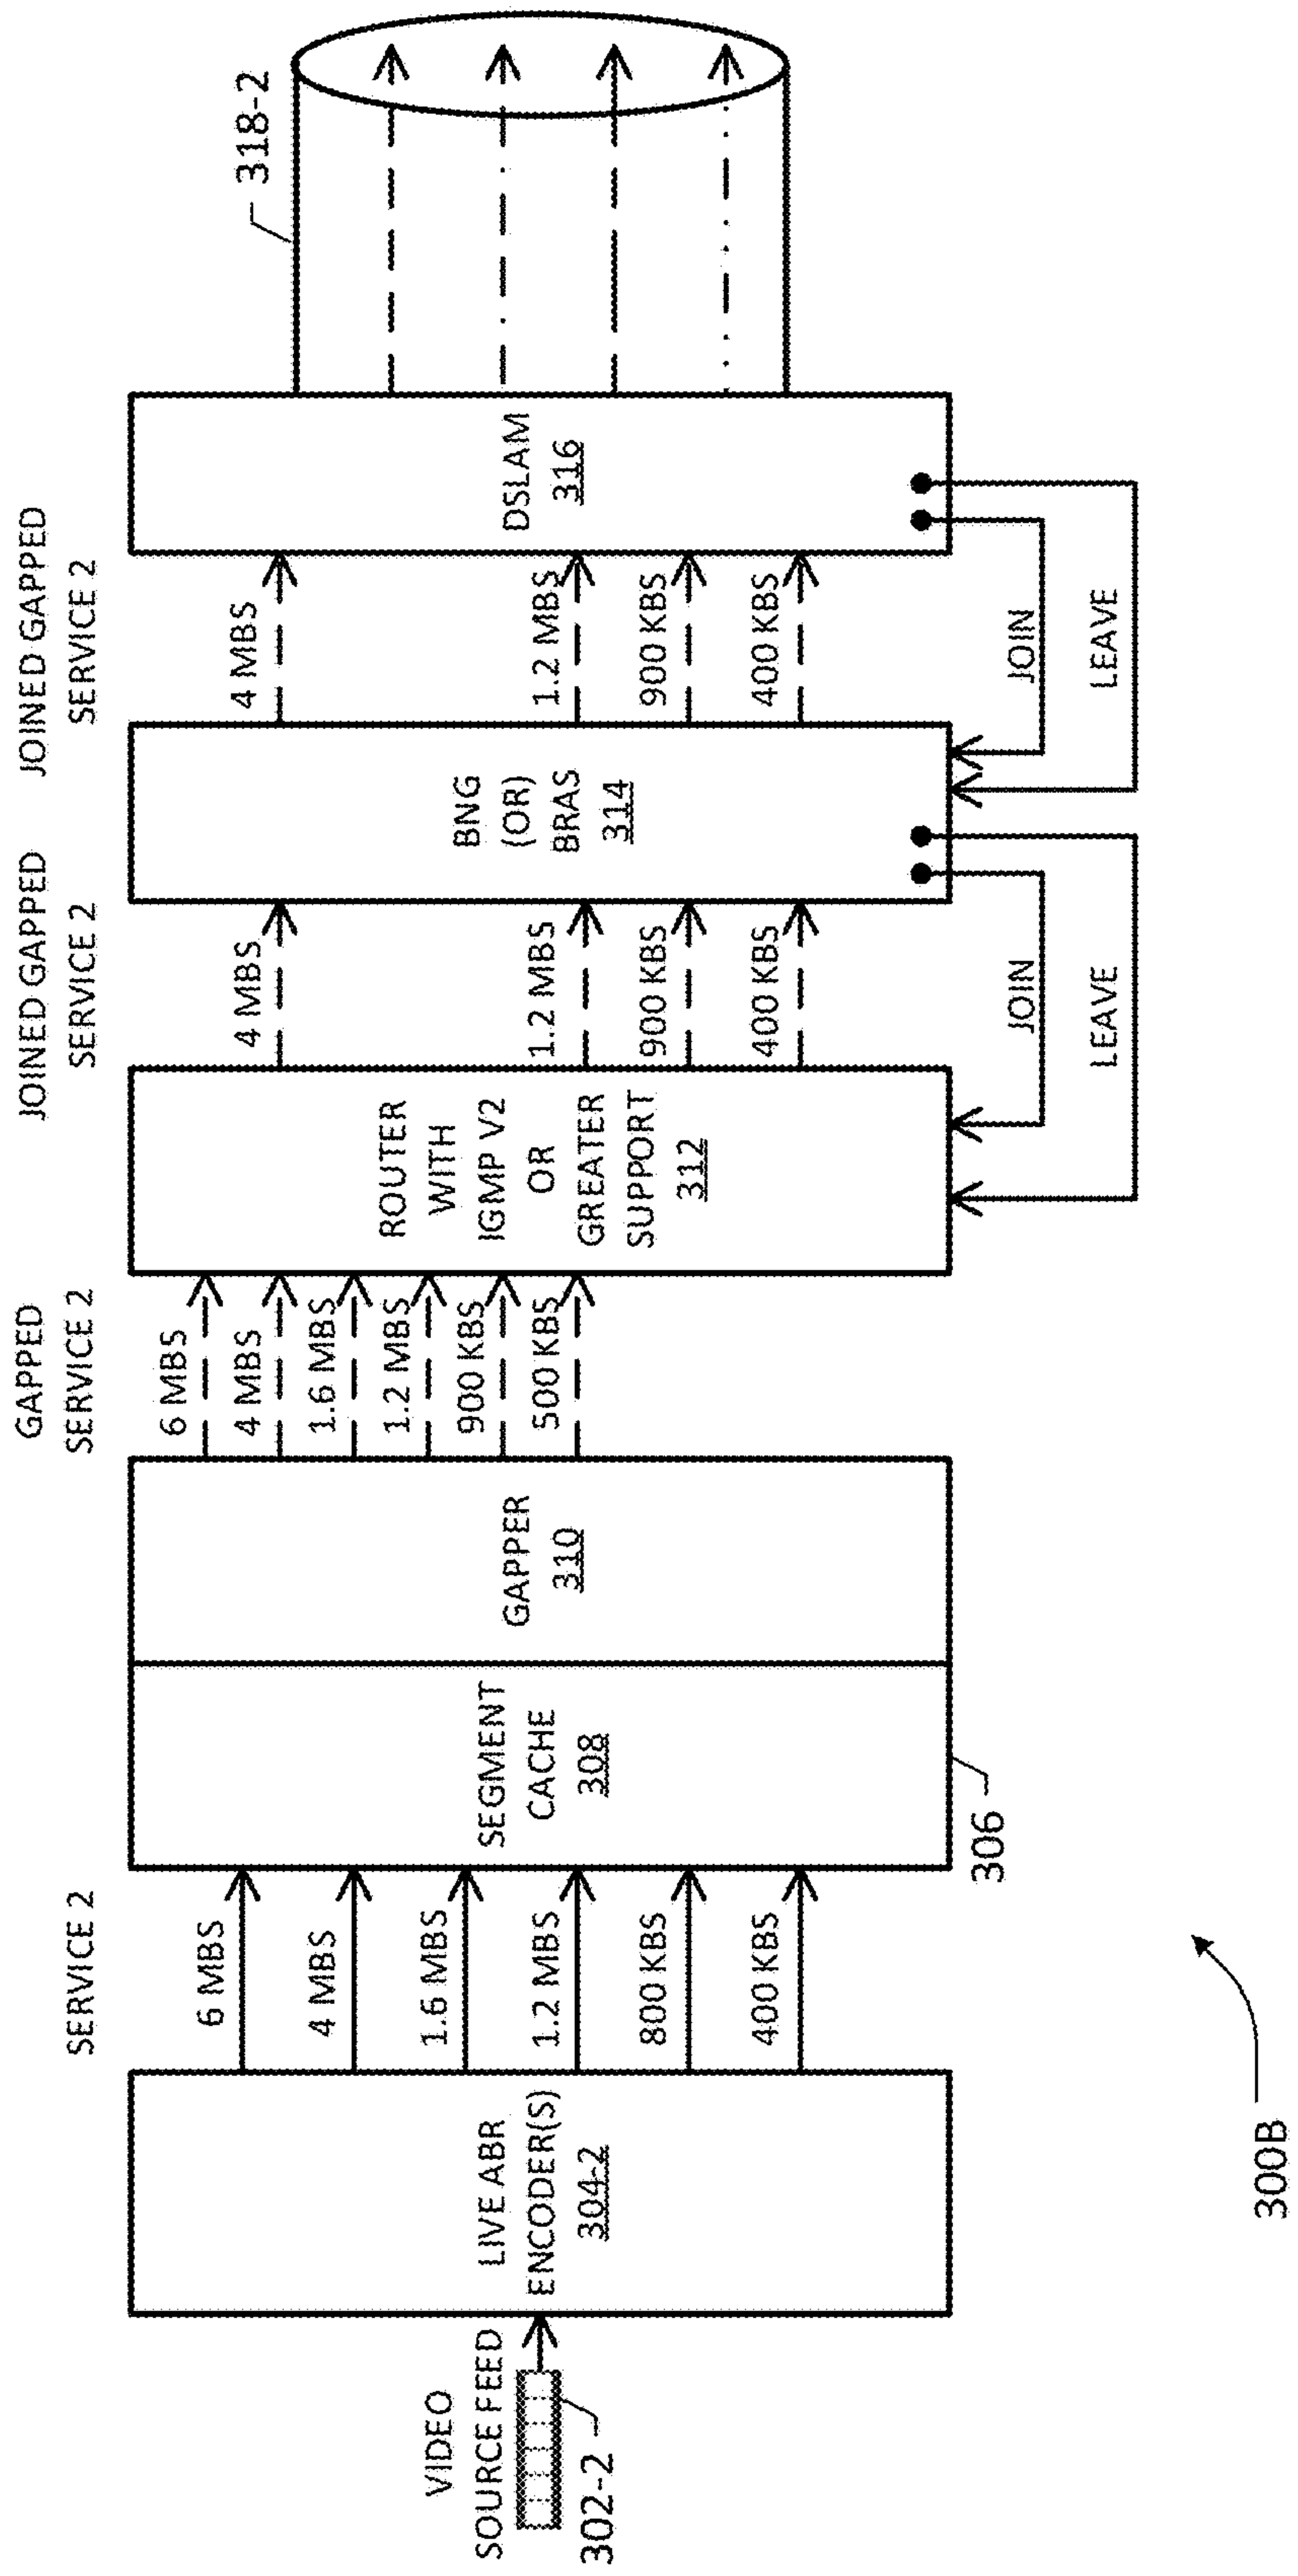 VIDEO
SOURCE FEED
302-2
LIVE ABR
ENCODER(S)
304-2
SERVICE 2
6 MBS
4 MBS
1.6 MBS
1.2 MBS
800 KBS
400 KBS
SEGMENT
CACHE
308
306
GAPPER
310
GAPPED
SERVICE 2
6 MBS
4 MBS
1.6 MBS
1.2 MBS
900 KBS
500 KBS
ROUTER
WITH
IGMP V2
OR
GREATER
SUPPORT
312
JOINED GAPPED
SERVICE 2
4 MBS
1.2 MBS
900 KBS
400 KBS
JOIN
LEAVE
BNG
(OR)
BRAS
314
JOINED GAPPED
SERVICE 2
4 MBS
1.2 MBS
900 KBS
400 KBS
JOIN
LEAVE
DSLAM
316
318-2
300B